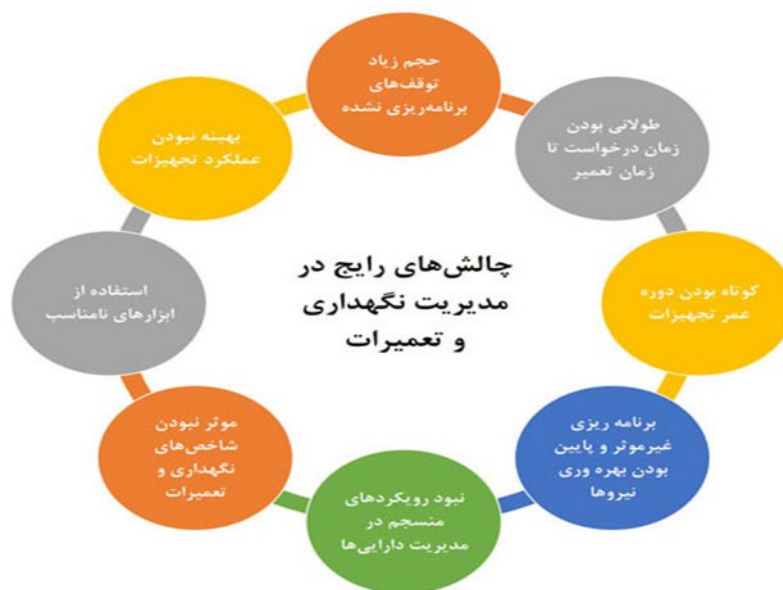 حجم زیاد
توقف‌های
برنامه‌ریزی نشده
طولانی بودن
زمان درخواست تا
زمان تعمیر
کوتاه بودن دوره
عمر تجهیزات
برنامه ریزی
غیرموثر و پایین
بودن بهره وری
نیروها
نبود رویکردهای
منسجم در
مدیریت دارایی‌ها
موثر نبودن
شاخص‌های
نگهداری و
تعمیرات
استفاده از
ابزارهای نامناسب
بهینه نبودن
عملکرد تجهیزات
چالش‌های رایج در
مدیریت نگهداری
و تعمیرات